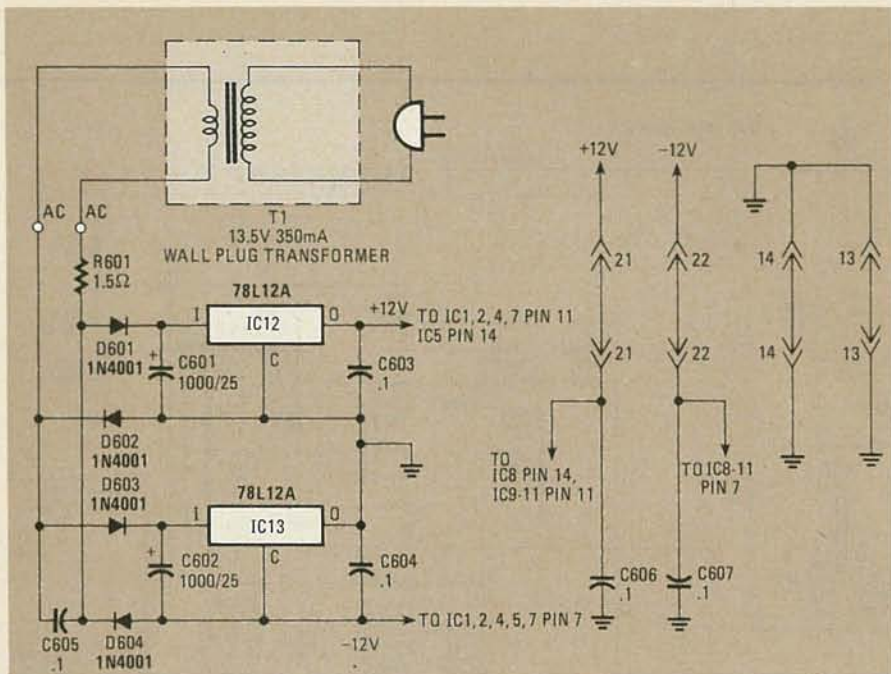 T1
13.5V 350mA
WALL PLUG TRANSFORMER
AC
AC
R601
1.5Ω
78L12A
I
IC12
O
C
+12V
TO IC1,2,4,7 PIN 11
IC5 PIN 14
D601
1N4001
+
C601
1000/25
C603
.1
D602
1N4001
D603
1N4001
78L12A
I
IC13
O
C
+
C602
1000/25
C604
.1
C605
.1
D604
1N4001
-12V
TO IC1,2,4,5,7 PIN 7
+12V
-12V
21
22
14
13
21
22
14
13
TO
IC8 PIN 14,
IC9-11 PIN 11
TO IC8-11
PIN 7
C606
.1
C607
.1